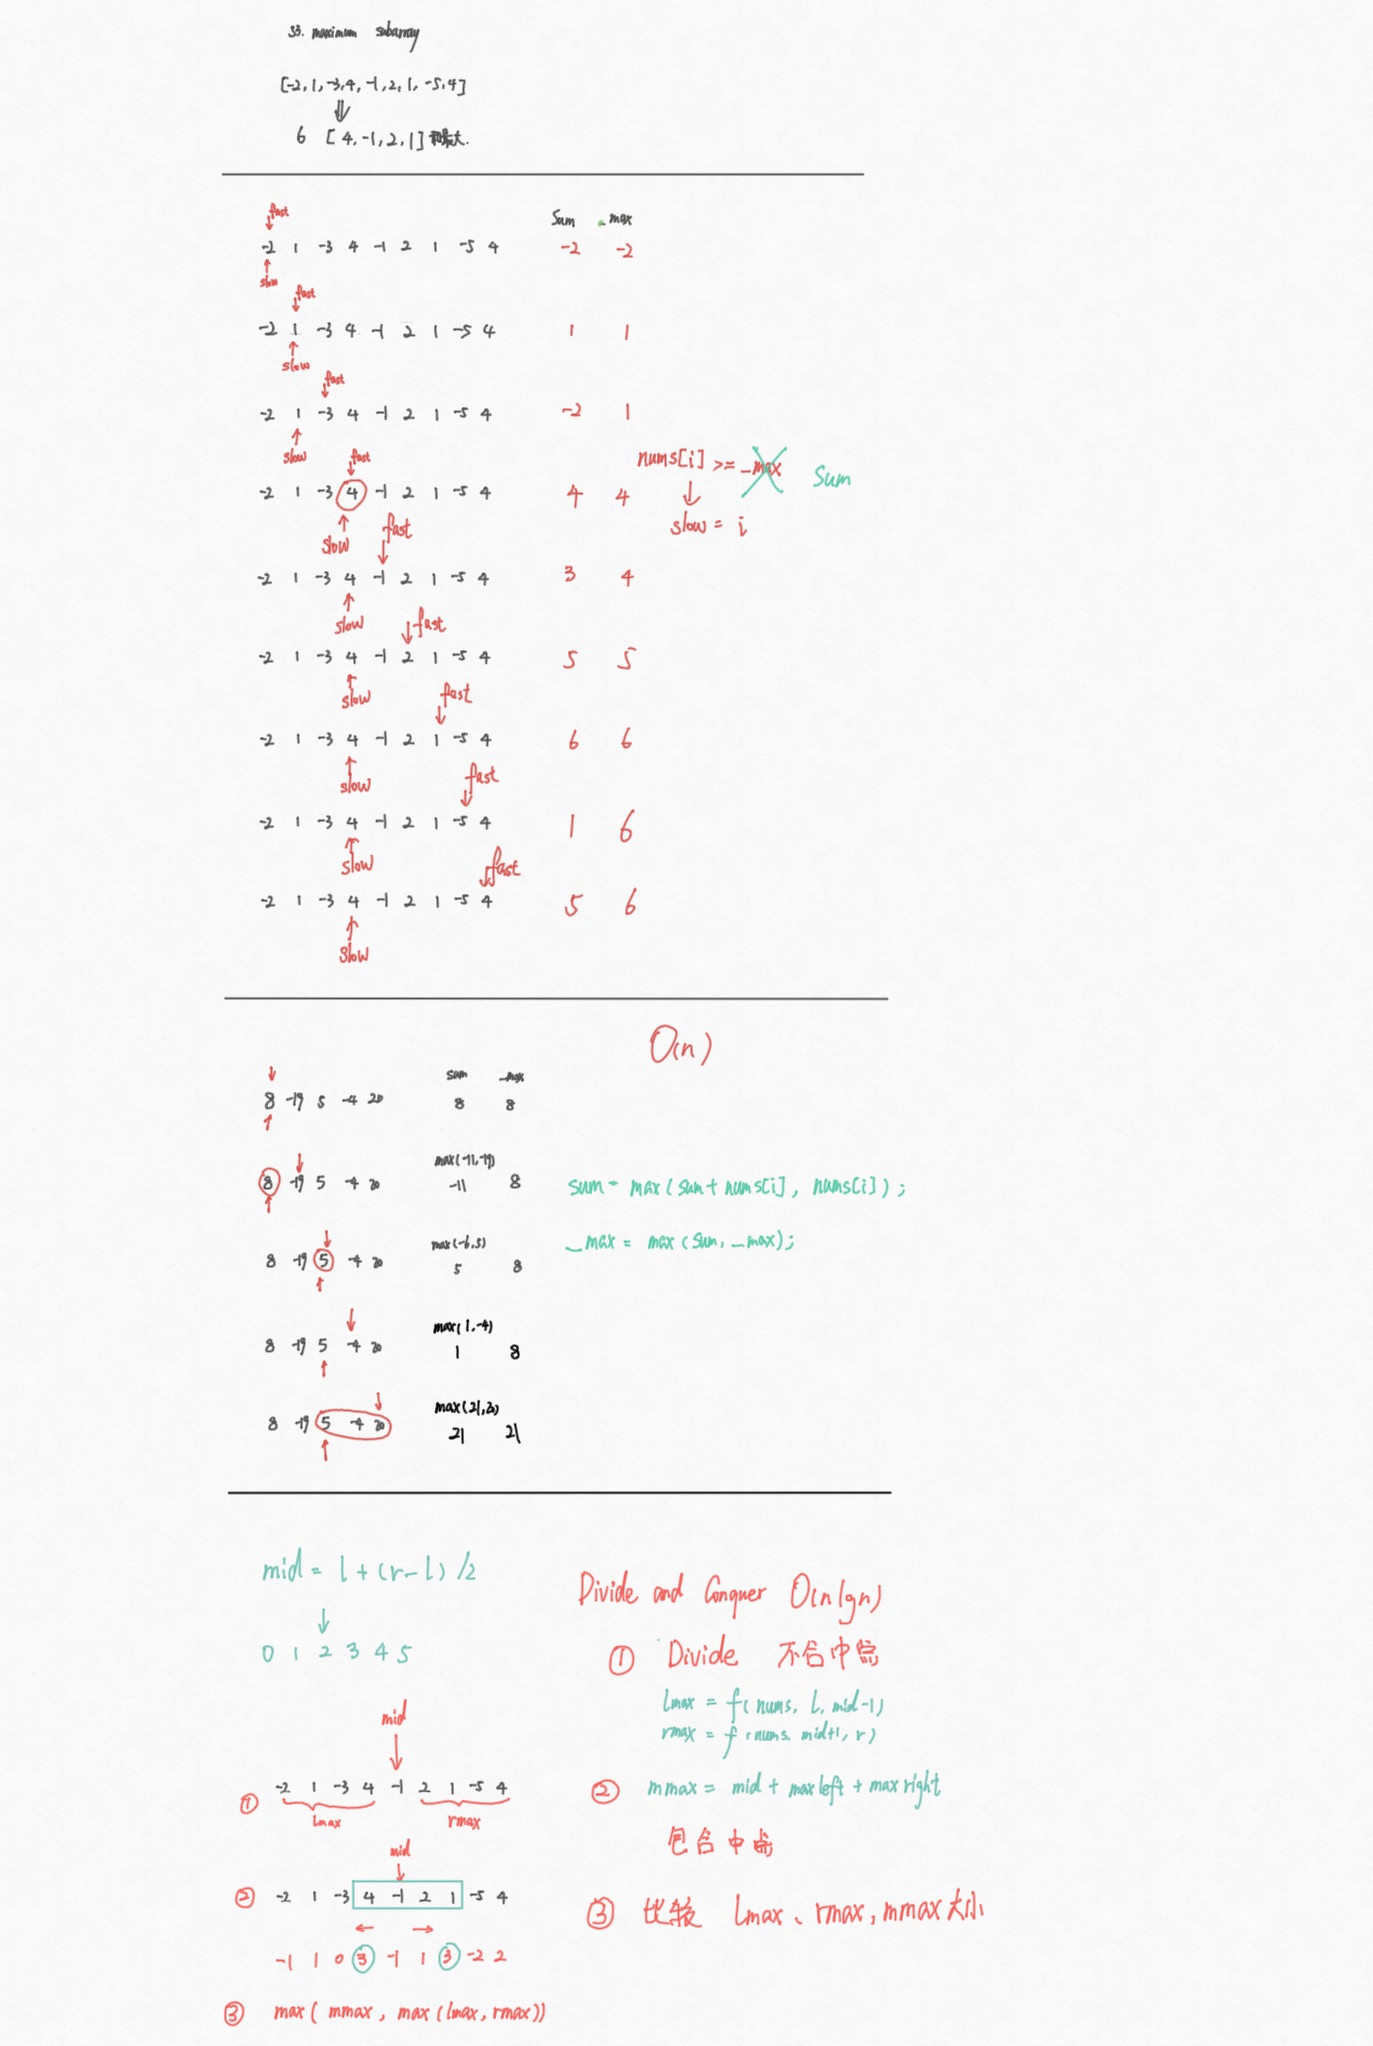 53. maximum subarray
[-2, 1, -3, 4, -1, 2, 1, -5, 4]
6 [4, -1, 2, 1] 和最大.
Sum _max
fast
-2 1 -3 4 -1 2 1 -5 4 -2 -2
slow
fast
-2 1 -3 4 -1 2 1 -5 4 1 1
slow
fast
-2 1 -3 4 -1 2 1 -5 4 -2 1
slow
nums[i] >= _max Sum
fast
-2 1 -3 4 -1 2 1 -5 4 4 4
slow = i
slow
fast
-2 1 -3 4 -1 2 1 -5 4 3 4
slow
fast
-2 1 -3 4 -1 2 1 -5 4 5 5
slow
fast
-2 1 -3 4 -1 2 1 -5 4 6 6
slow
fast
-2 1 -3 4 -1 2 1 -5 4 1 6
slow
fast
-2 1 -3 4 -1 2 1 -5 4 5 6
slow
O(n)
sum _max
8 -19 5 -4 20 8 8
max(-11, -19)
8 -19 5 -4 20 -11 8
sum = max(sum + nums[i], nums[i]);
max(-6, 5)
8 -19 5 -4 20 5 8
_max = max(sum, _max);
max(1, -4)
8 -19 5 -4 20 1 8
max(21, 20)
8 -19 5 -4 20 21 21
mid = l + (r-l) /2
0 1 2 3 4 5
mid
① -2 1 -3 4 -1 2 1 -5 4
lmax rmax
mid
② -2 1 -3 4 -1 2 1 -5 4
-1 1 0 3 -1 1 3 -2 2
③ max( mmax, max(lmax, rmax))
Divide and Conquer O(nlgn)
① Divide 不含中点
lmax = f(nums, l, mid-1)
rmax = f(nums, mid+1, r)
② mmax = mid + maxleft + maxright
包含中点
③ 比较 lmax、rmax, mmax 大小